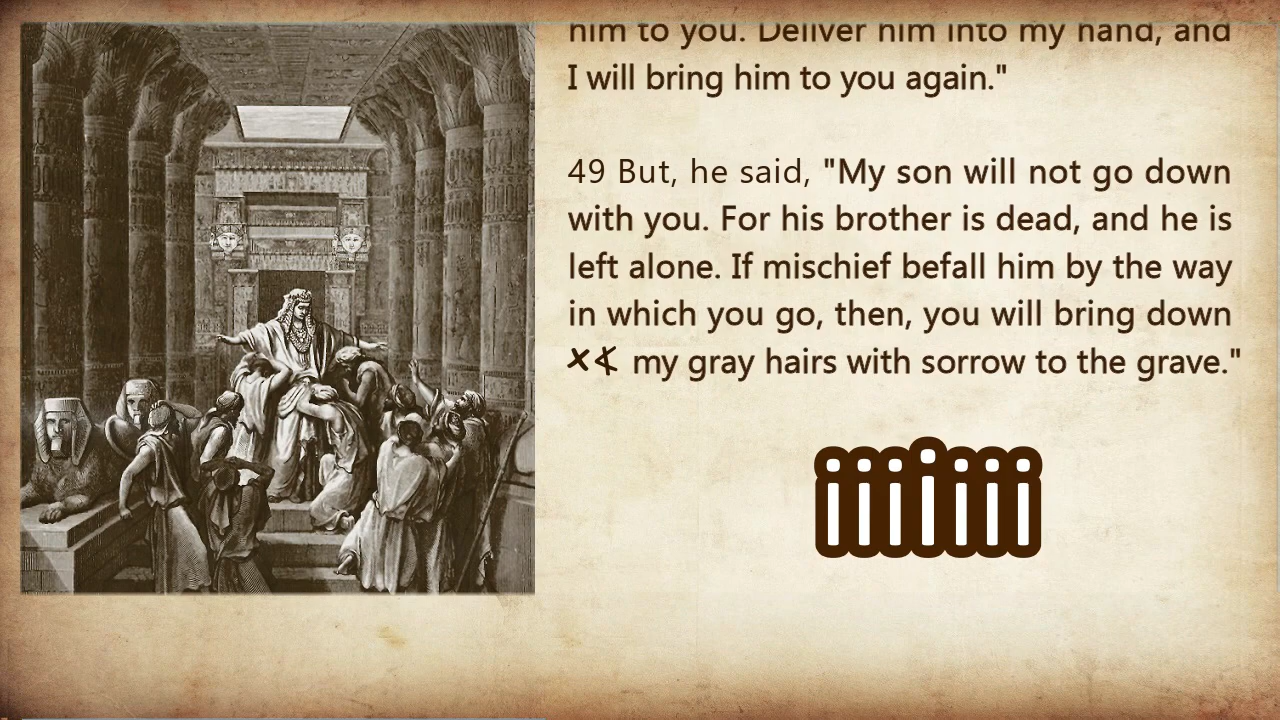 him to you. Deliver him into my hand, and
I will bring him to you again."
49 But, he said, "My son will not go down
with you. For his brother is dead, and he is
left alone. If mischief befall him by the way
in which you go, then, you will bring down
𐤗𐤀 my gray hairs with sorrow to the grave."